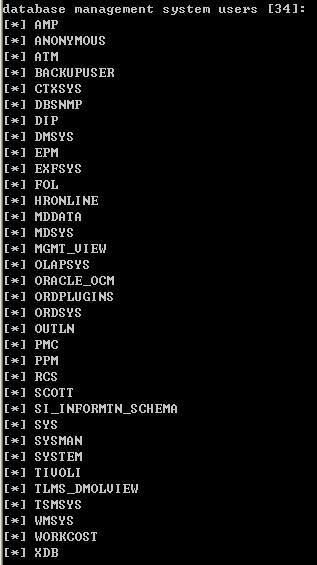 database management system users [34]:
[*] AMP
[*] ANONYMOUS
[*] ATM
[*] BACKUPUSER
[*] CTXSYS
[*] DBSNMP
[*] DIP
[*] DMSYS
[*] EPM
[*] EXFSYS
[*] FOL
[*] HRONLINE
[*] MDDATA
[*] MDSYS
[*] MGMT_VIEW
[*] OLAPSYS
[*] ORACLE_OCM
[*] ORDPLUGINS
[*] ORDSYS
[*] OUTLN
[*] PMC
[*] PPM
[*] RCS
[*] SCOTT
[*] SI_INFORMTN_SCHEMA
[*] SYS
[*] SYSMAN
[*] SYSTEM
[*] TIVOLI
[*] TLMS_DMOLVIEW
[*] TSMSYS
[*] WMSYS
[*] WORKCOST
[*] XDB